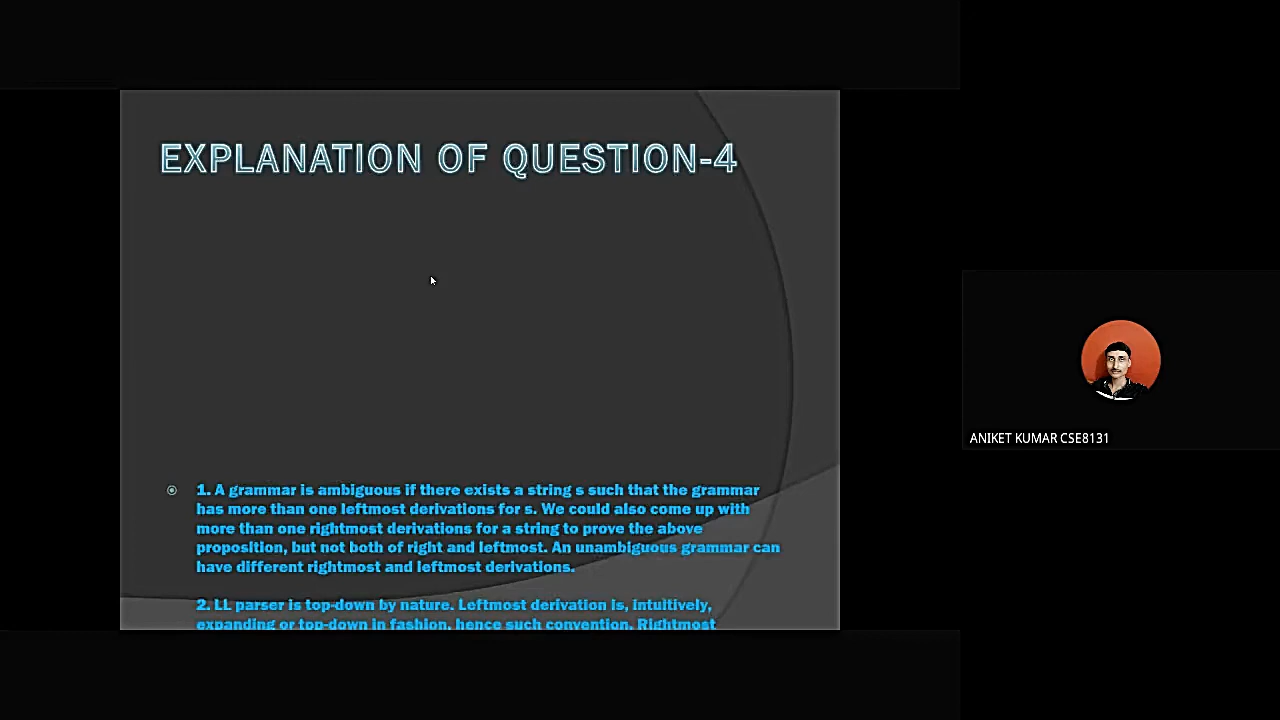 EXPLANATION OF QUESTION-4
1. A grammar is ambiguous if there exists a string s such that the grammar
has more than one leftmost derivations for s. We could also come up with
more than one rightmost derivations for a string to prove the above
proposition, but not both of right and leftmost. An unambiguous grammar can
have different rightmost and leftmost derivations.
2. LL parser is top-down by nature. Leftmost derivation is, intuitively,
expanding or top-down in fashion, hence such convention. Rightmost
ANIKET KUMAR CSE8131